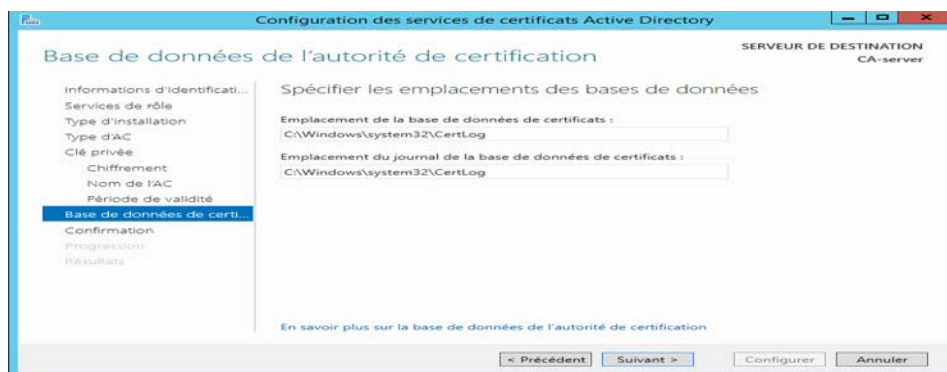 Configuration des services de certificats Active Directory
Base de données de l'autorité de certification
SERVEUR DE DESTINATION
CA-server
Informations d'identificati...
Services de rôle
Type d'installation
Type d'AC
Clé privée
Chiffrement
Nom de l'AC
Période de validité
Base de données de certi...
Confirmation
Progression
Résultats
Spécifier les emplacements des bases de données
Emplacement de la base de données de certificats :
C:\Windows\system32\CertLog
Emplacement du journal de la base de données de certificats :
C:\Windows\system32\CertLog
En savoir plus sur la base de données de l'autorité de certification
< Précédent
Suivant >
Configurer
Annuler